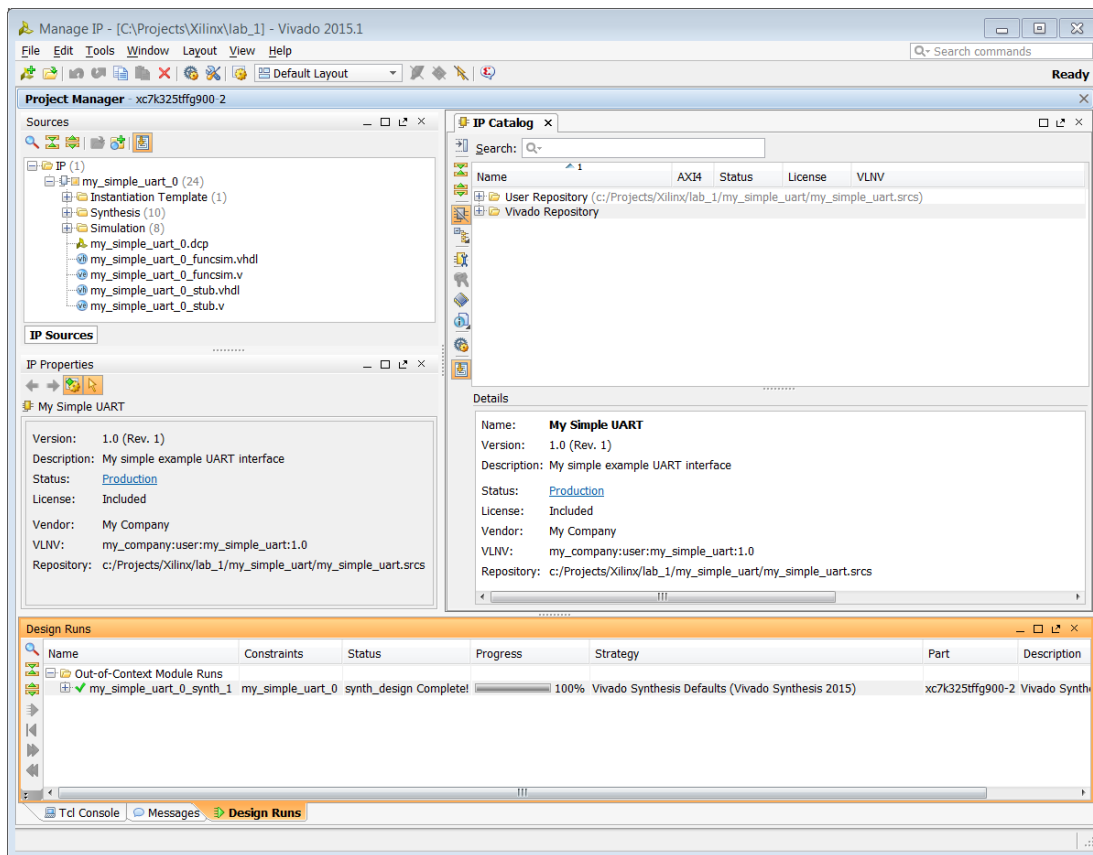 Manage IP - [C:\Projects\Xilinx\lab_1] - Vivado 2015.1
File Edit Tools Window Layout View Help
Search commands
Default Layout
Ready
Project Manager - xc7k325tffg900-2
Sources
IP (1)
my_simple_uart_0 (24)
Instantiation Template (1)
Synthesis (10)
Simulation (8)
my_simple_uart_0.dcp
my_simple_uart_0_funcsim.vhdl
my_simple_uart_0_funcsim.v
my_simple_uart_0_stub.vhdl
my_simple_uart_0_stub.v
IP Sources
IP Properties
My Simple UART
Version: 1.0 (Rev. 1)
Description: My simple example UART interface
Status: Production
License: Included
Vendor: My Company
VLNV: my_company:user:my_simple_uart:1.0
Repository: c:/Projects/Xilinx/lab_1/my_simple_uart/my_simple_uart.srcs
IP Catalog
Search:
Name 1 AXI4 Status License VLNV
User Repository (c:/Projects/Xilinx/lab_1/my_simple_uart/my_simple_uart.srcs)
Vivado Repository
Details
Name: My Simple UART
Version: 1.0 (Rev. 1)
Description: My simple example UART interface
Status: Production
License: Included
Vendor: My Company
VLNV: my_company:user:my_simple_uart:1.0
Repository: c:/Projects/Xilinx/lab_1/my_simple_uart/my_simple_uart.srcs
Design Runs
Name Constraints Status Progress Strategy Part Description
Out-of-Context Module Runs
my_simple_uart_0_synth_1 my_simple_uart_0 synth_design Complete! 100% Vivado Synthesis Defaults (Vivado Synthesis 2015) xc7k325tffg900-2 Vivado Synth
Tcl Console Messages Design Runs